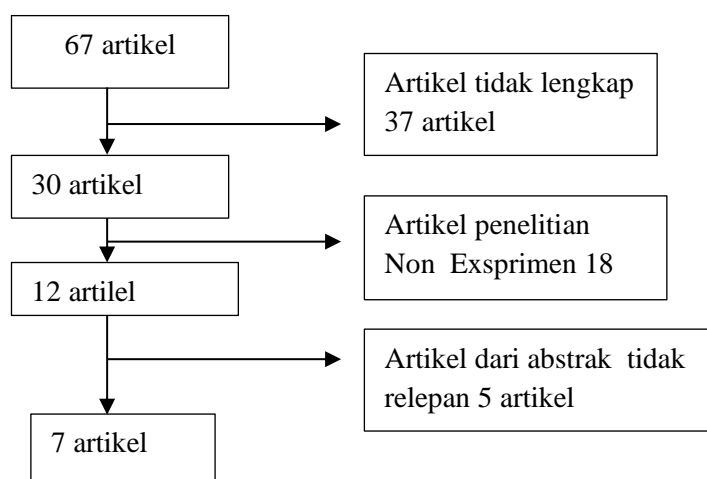 67 artikel
Artikel tidak lengkap
37 artikel
30 artikel
Artikel penelitian
Non Exsprimen 18
12 artilel
Artikel dari abstrak tidak
relepan 5 artikel
7 artikel